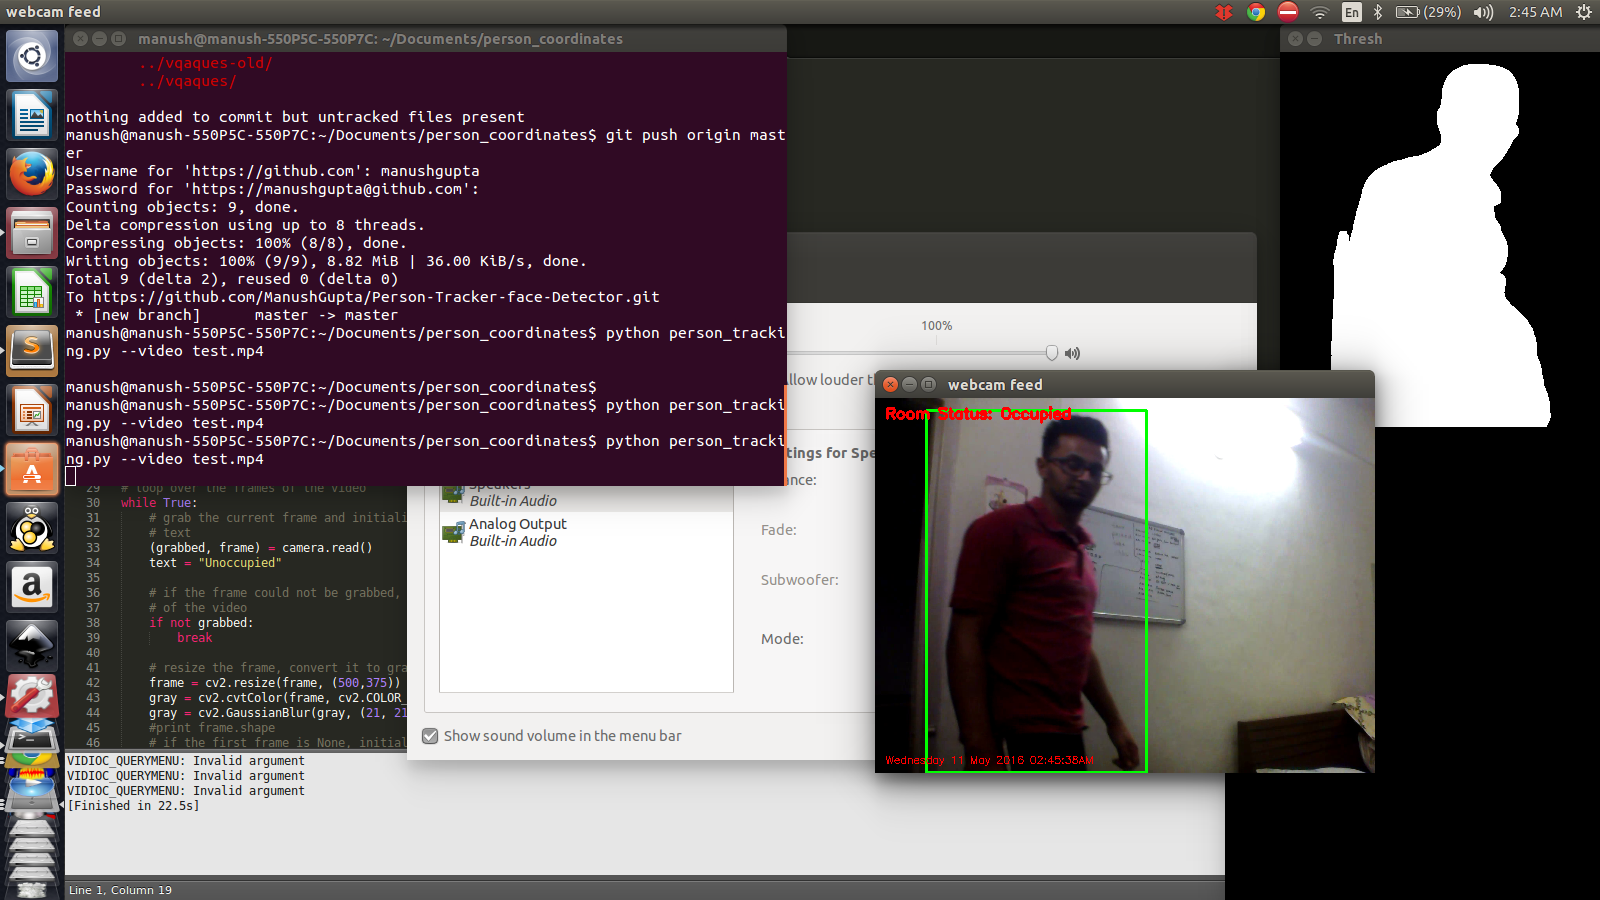 webcam feed
En
(29%)
2:45 AM
manush@manush-550P5C-550P7C: ~/Documents/person_coordinates
../vqaques-old/
../vqaques/
nothing added to commit but untracked files present
manush@manush-550P5C-550P7C:~/Documents/person_coordinates$ git push origin mast
er
Username for 'https://github.com': manushgupta
Password for 'https://manushgupta@github.com':
Counting objects: 9, done.
Delta compression using up to 8 threads.
Compressing objects: 100% (8/8), done.
Writing objects: 100% (9/9), 8.82 MiB | 36.00 KiB/s, done.
Total 9 (delta 2), reused 0 (delta 0)
To https://github.com/ManushGupta/Person-Tracker-face-Detector.git
* [new branch]      master -> master
manush@manush-550P5C-550P7C:~/Documents/person_coordinates$ python person_tracki
ng.py --video test.mp4
manush@manush-550P5C-550P7C:~/Documents/person_coordinates$
manush@manush-550P5C-550P7C:~/Documents/person_coordinates$ python person_tracki
ng.py --video test.mp4
manush@manush-550P5C-550P7C:~/Documents/person_coordinates$ python person_tracki
ng.py --video test.mp4
29 # loop over the frames of the video
30 while True:
31 # grab the current frame and initiali
32 # text
33 (grabbed, frame) = camera.read()
34 text = "Unoccupied"
35
36 # if the frame could not be grabbed,
37 # of the video
38 if not grabbed:
39 break
40
41 # resize the frame, convert it to gra
42 frame = cv2.resize(frame, (500,375))
43 gray = cv2.cvtColor(frame, cv2.COLOR_
44 gray = cv2.GaussianBlur(gray, (21, 21
45 #print frame.shape
46 # if the first frame is None, initial
VIDIOC_QUERYMENU: Invalid argument
VIDIOC_QUERYMENU: Invalid argument
VIDIOC_QUERYMENU: Invalid argument
[Finished in 22.5s]
Line 1, Column 19
100%
llow louder
tings for Spe
ance:
Speakers
Built-in Audio
Analog Output
Built-in Audio
Fade:
Subwoofer:
Mode:
Show sound volume in the menu bar
webcam feed
Room Status: Occupied
Wednesday 11 May 2016 02:45:38AM
Thresh